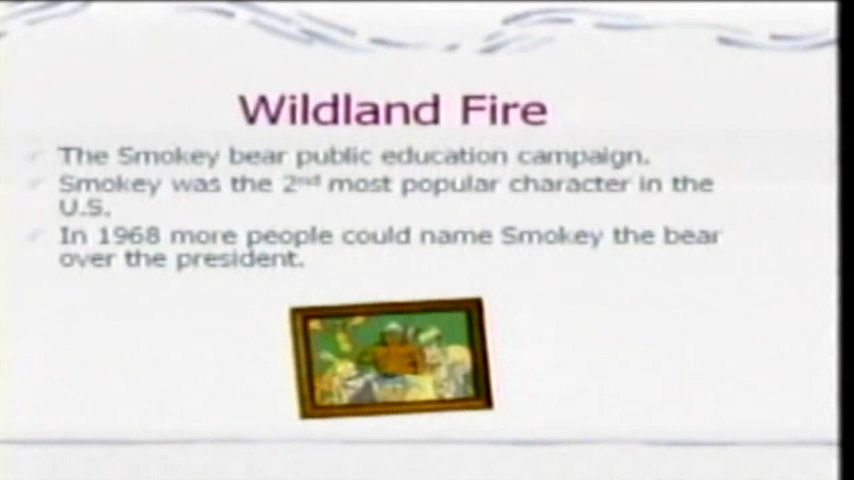 Wildland Fire
The Smokey bear public education campaign.
Smokey was the 2nd most popular character in the
U.S.
In 1968 more people could name Smokey the bear
over the president.